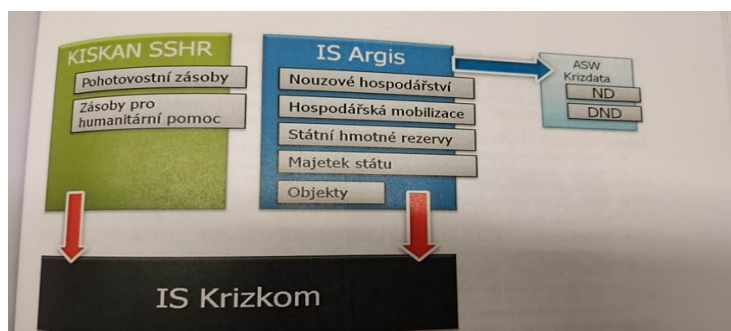 KISKAN SSHR
Pohotovostní zásoby
Zásoby pro
humanitární pomoc
IS Argis
Nouzové hospodářství
Hospodářská mobilizace
Státní hmotné rezervy
Majetek státu
Objekty
ASW
Krizdata
ND
DND
IS Krizkom